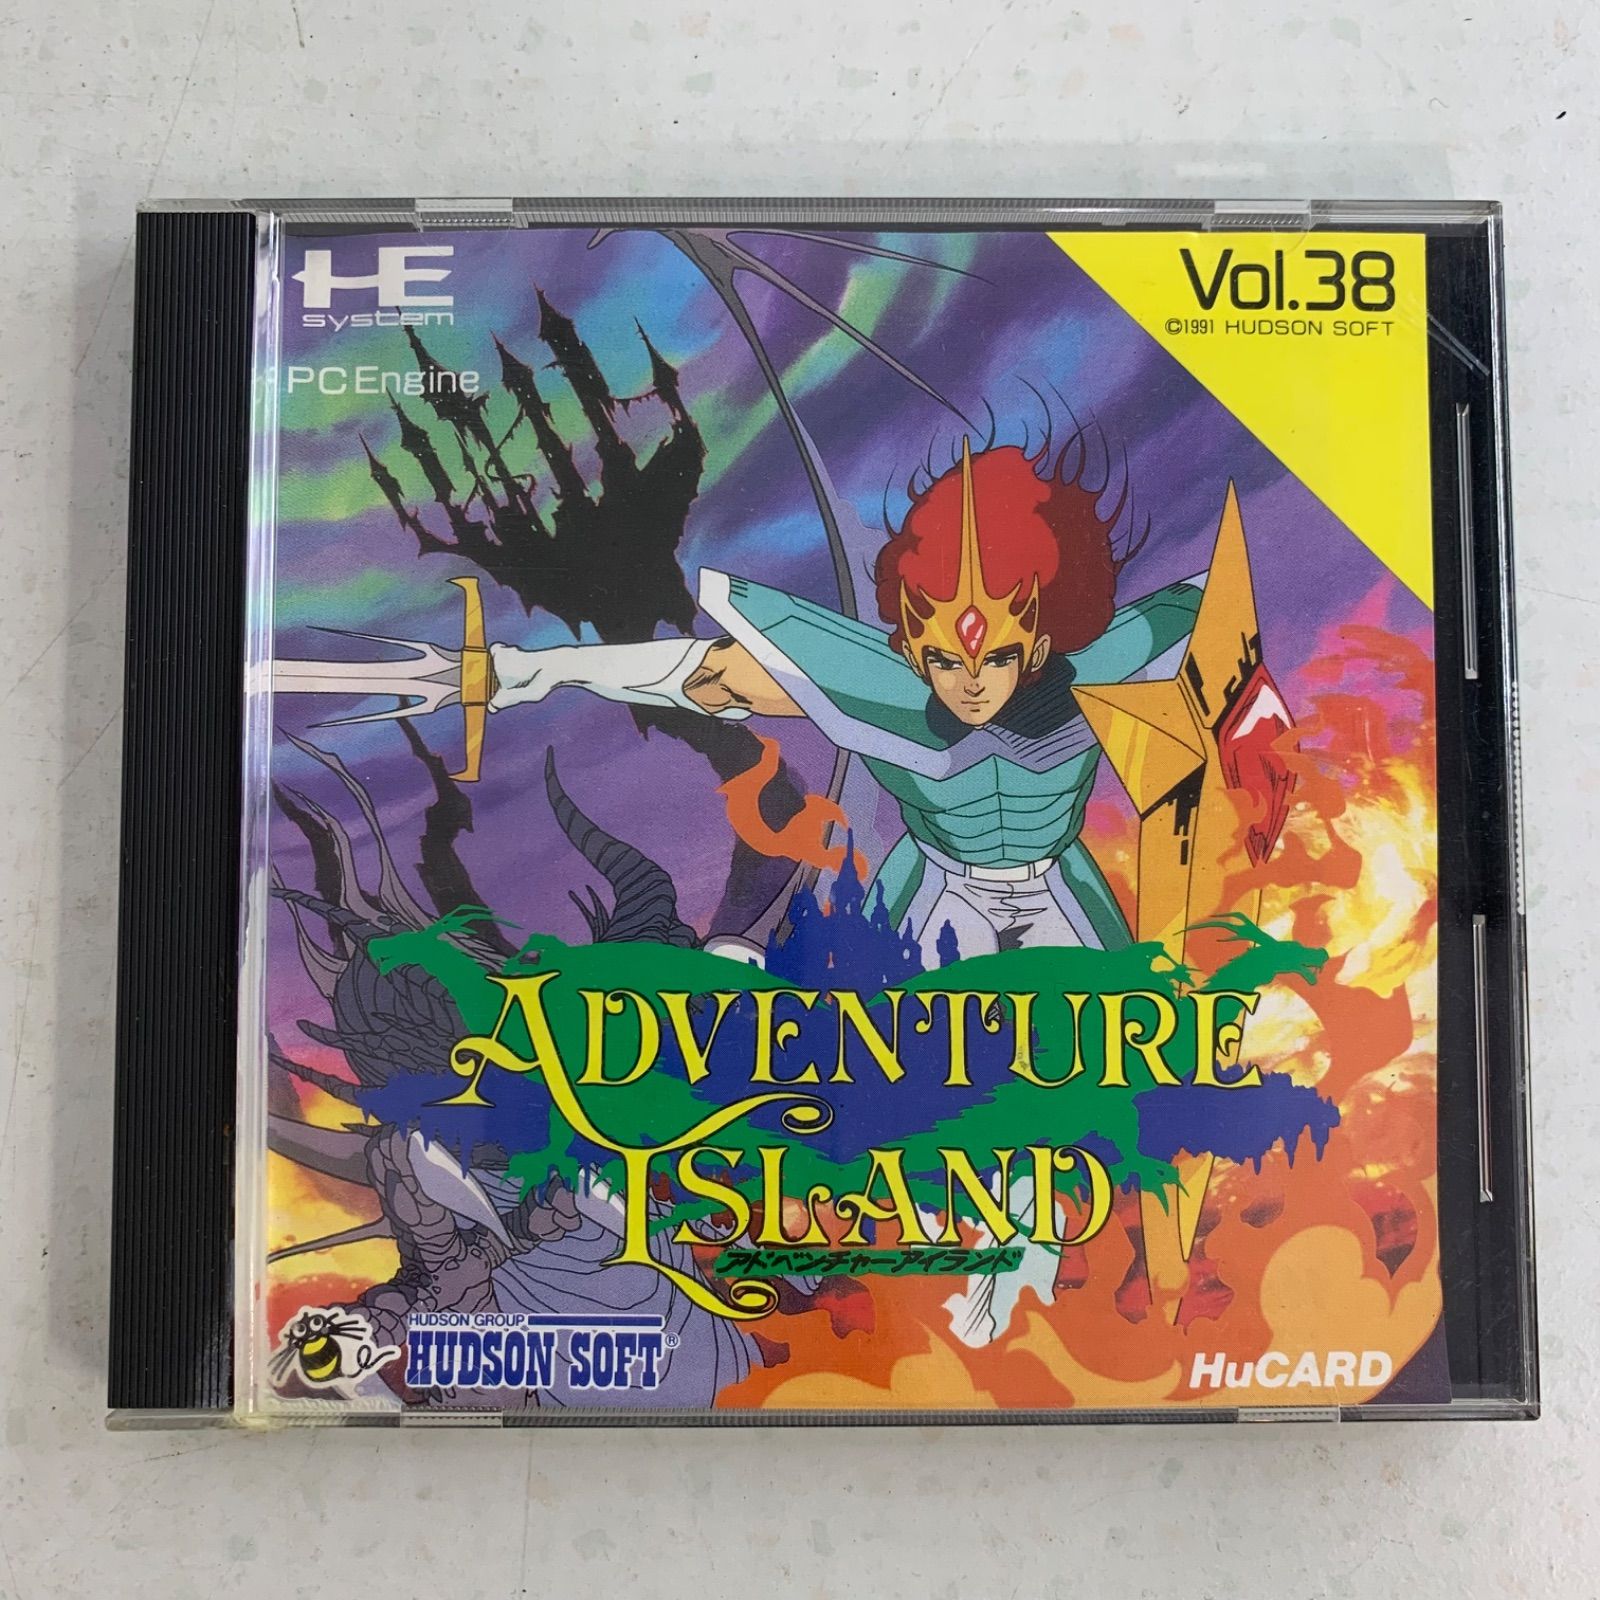 HE
system
PC Engine
Vol.38
©1991 HUDSON SOFT
ADVENTURE
ISLAND
アドベンチャーアイランド
HUDSON GROUP
HUDSON SOFT®
HuCARD